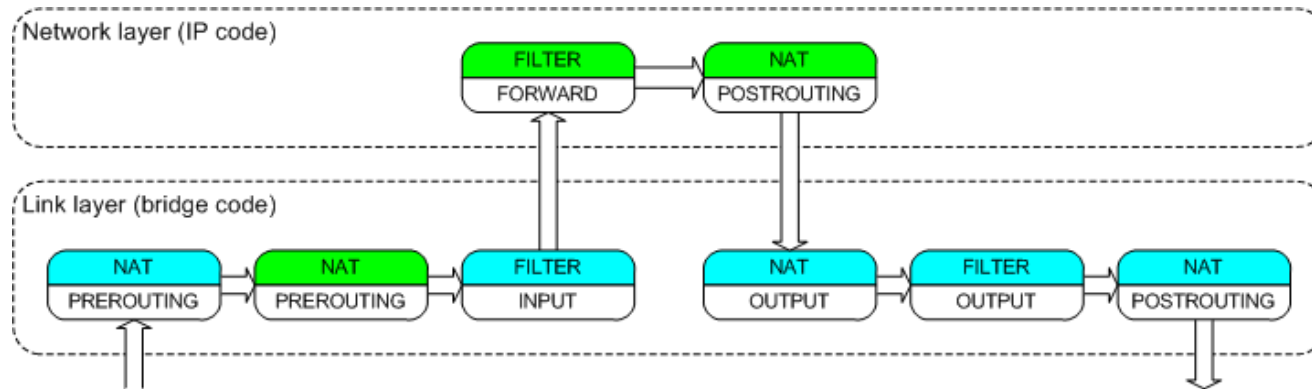 Network layer (IP code)
FILTER
FORWARD
NAT
POSTROUTING
Link layer (bridge code)
NAT
PREROUTING
NAT
PREROUTING
FILTER
INPUT
NAT
OUTPUT
FILTER
OUTPUT
NAT
POSTROUTING